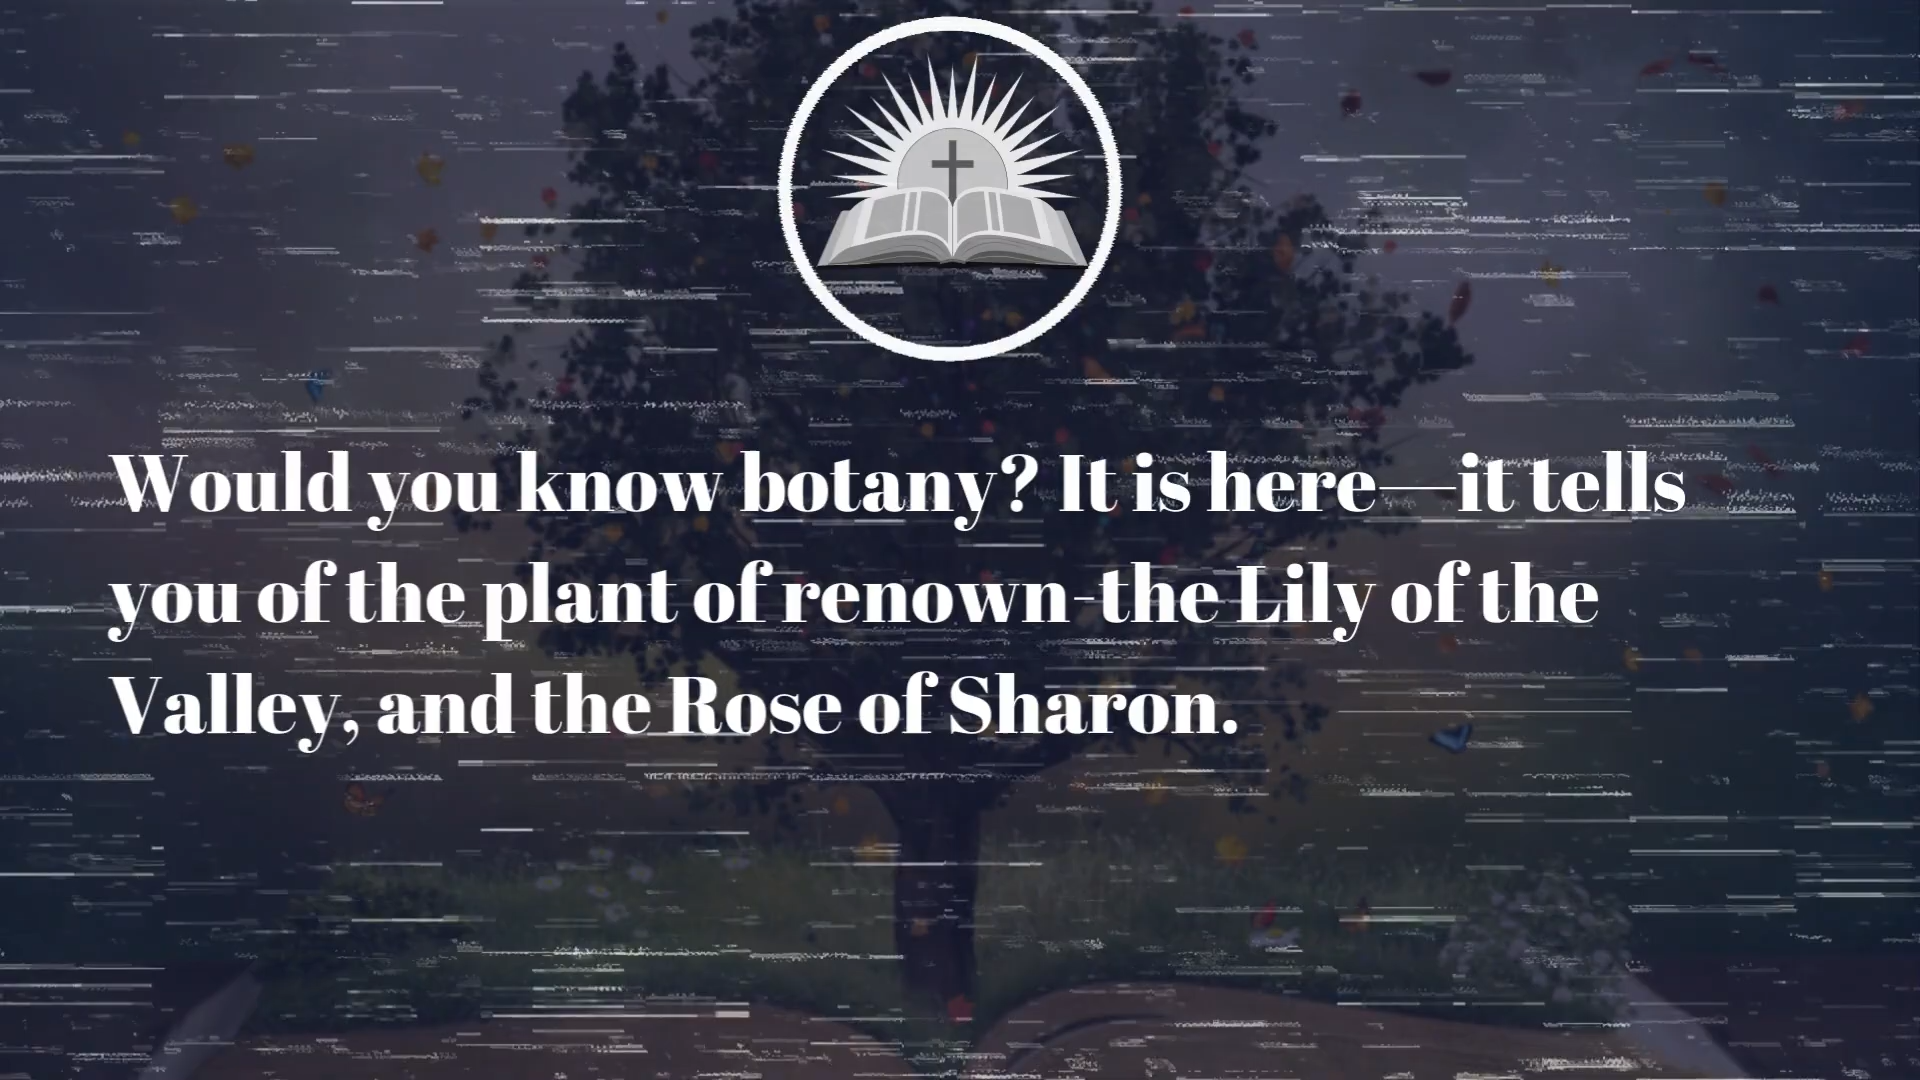 Would you know botany? It is here—it tells
you of the plant of renown-the Lily of the
Valley, and the Rose of Sharon.